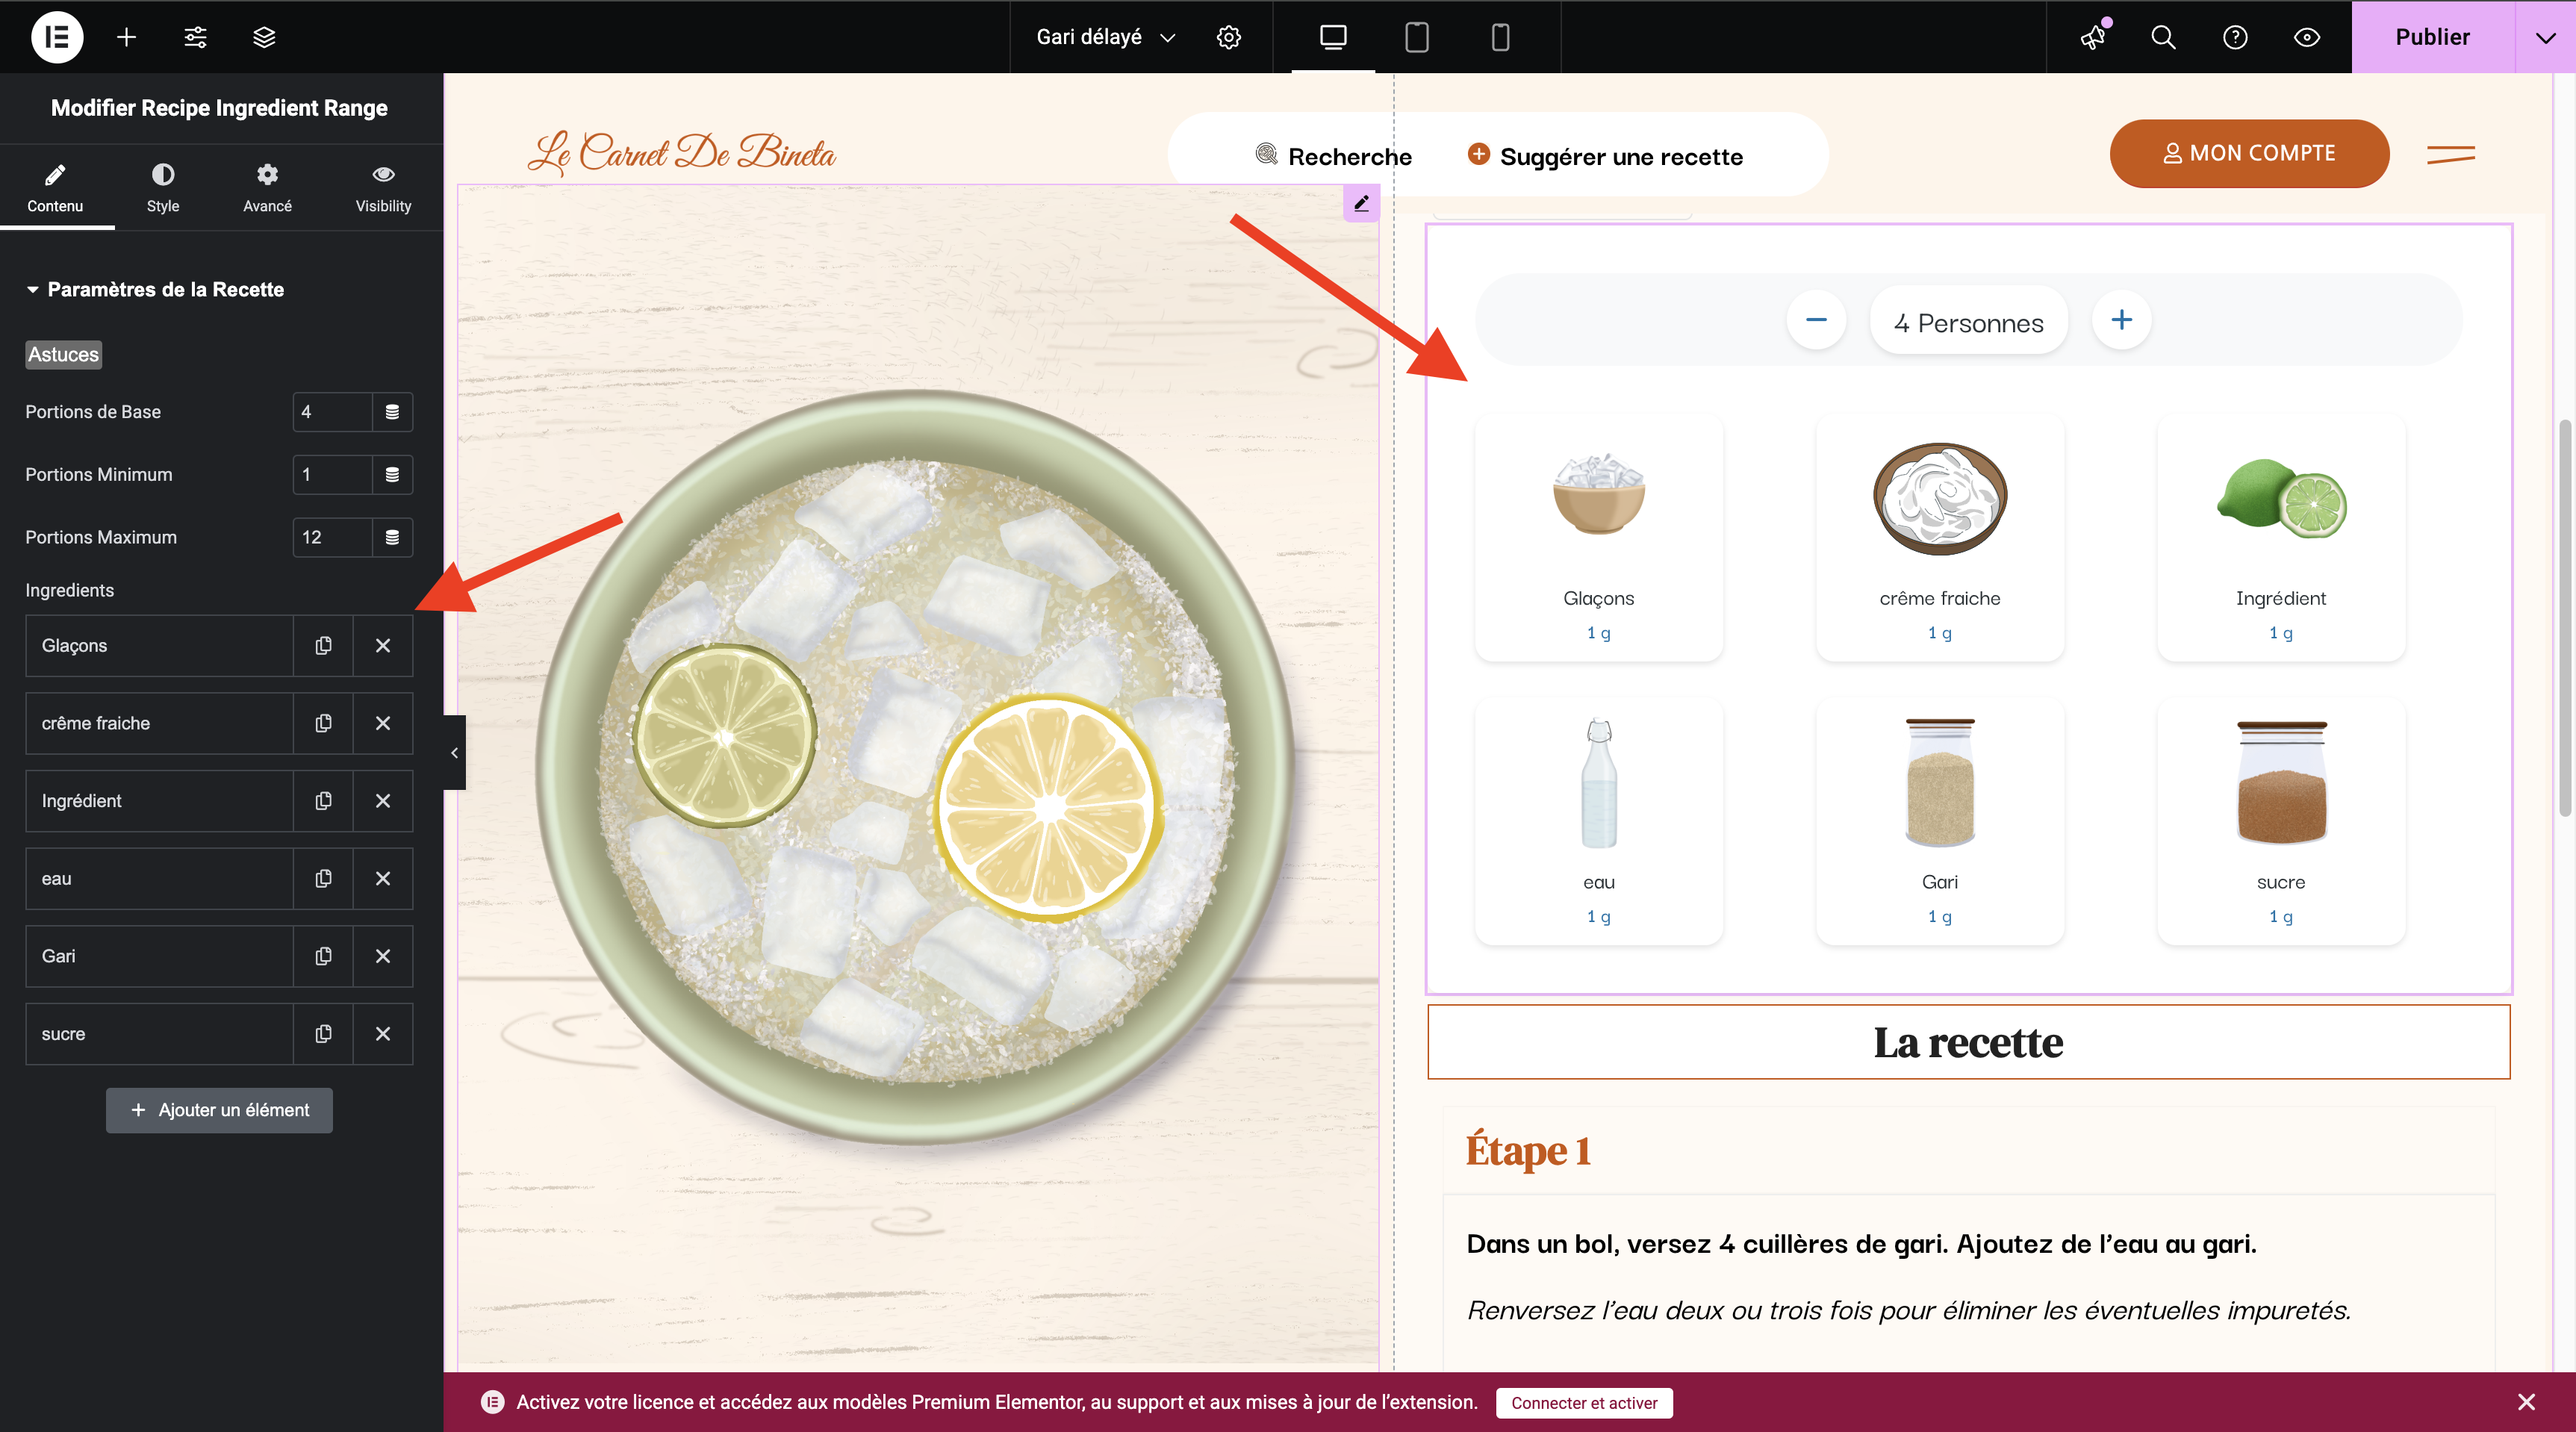 Gari délayé
Publier
Modifier Recipe Ingredient Range
Contenu
Style
Avancé
Visibility
Paramètres de la Recette
Astuces
Portions de Base
4
Portions Minimum
1
Portions Maximum
12
Ingredients
Glaçons
crême fraiche
Ingrédient
eau
Gari
sucre
+ Ajouter un élément
Le Carnet De Bineta
Recherche
Suggérer une recette
MON COMPTE
4 Personnes
Glaçons
1 g
crême fraiche
1 g
Ingrédient
1 g
eau
1 g
Gari
1 g
sucre
1 g
La recette
Étape 1
Dans un bol, versez 4 cuillères de gari. Ajoutez de l’eau au gari.
Renversez l’eau deux ou trois fois pour éliminer les éventuelles impuretés.
Activez votre licence et accédez aux modèles Premium Elementor, au support et aux mises à jour de l’extension.
Connecter et activer